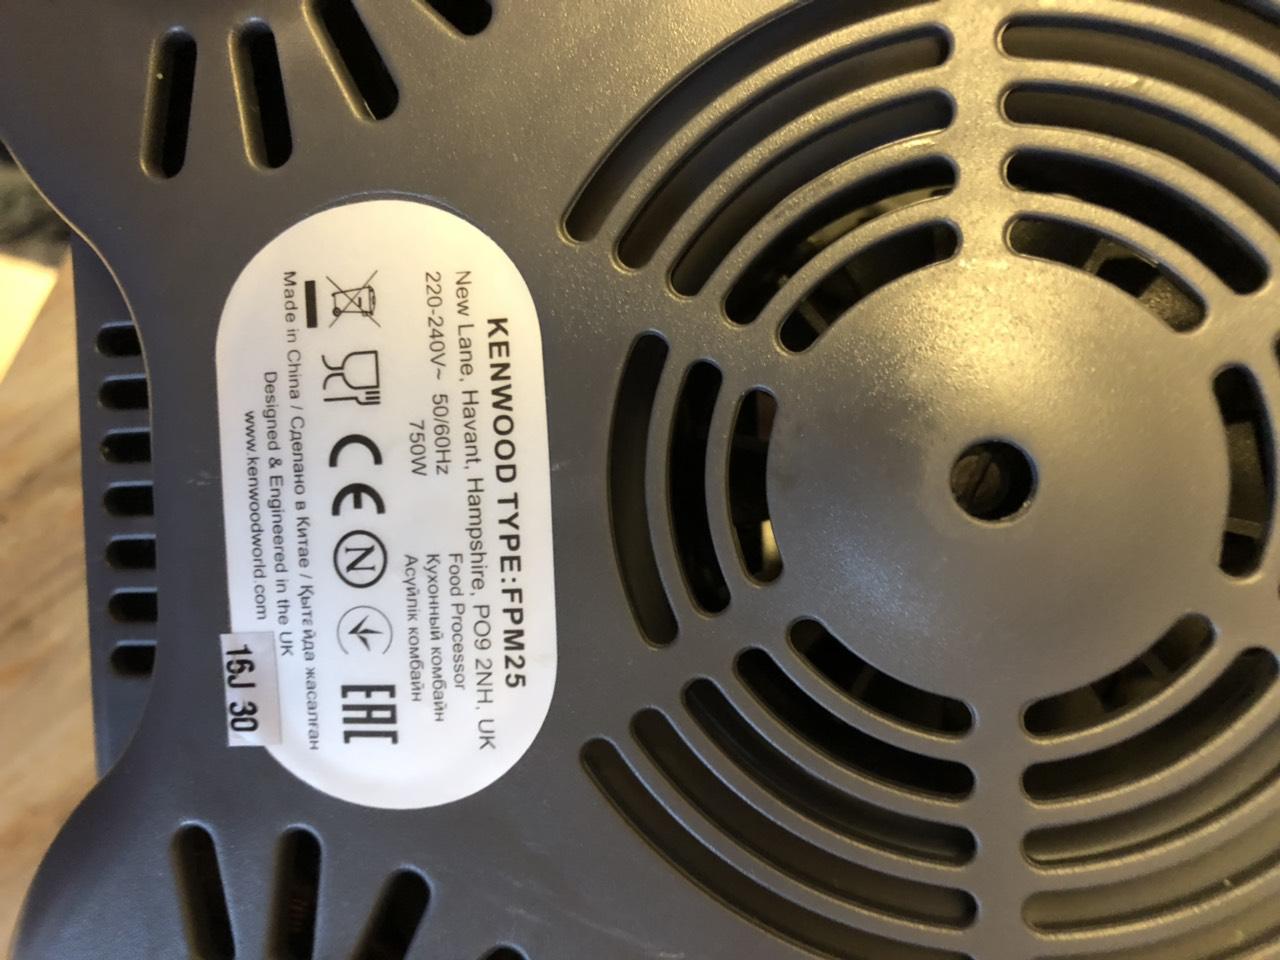 KENWOOD TYPE:FPM25
New Lane, Havant, Hampshire, PO9 2NH, UK
220-240V~ 50/60Hz
750W
Food Processor
Кухонный комбайн
Асүйлік комбайн
CE N EAC
Made in China / Сделано в Китае / Қытайда жасалған
Designed & Engineered in the UK
www.kenwoodworld.com
16J 30